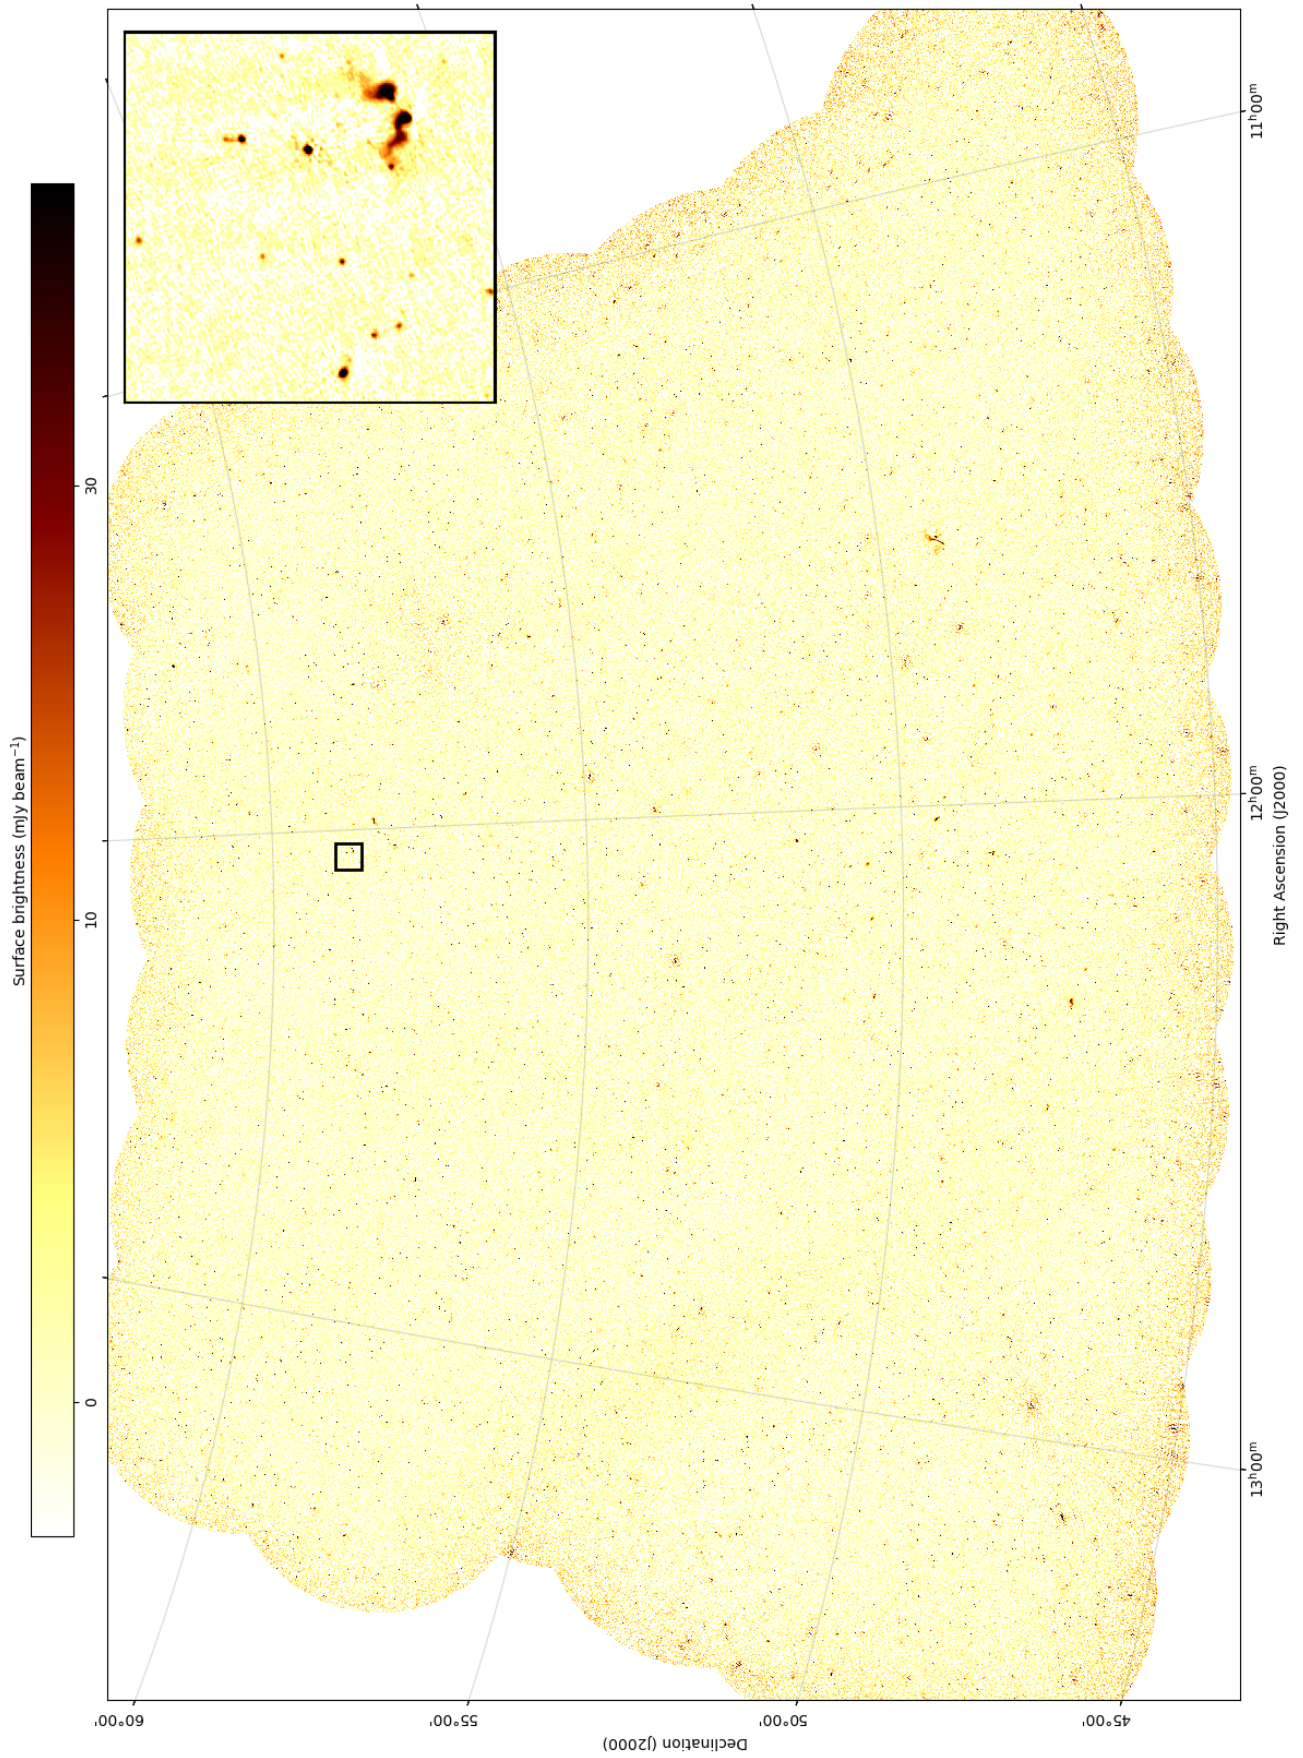 Surface brightness (mJy beam⁻¹)
0
10
30
60°00'
55°00'
50°00'
45°00'
Declination (J2000)
13ʰ00ᵐ
12ʰ00ᵐ
11ʰ00ᵐ
Right Ascension (J2000)